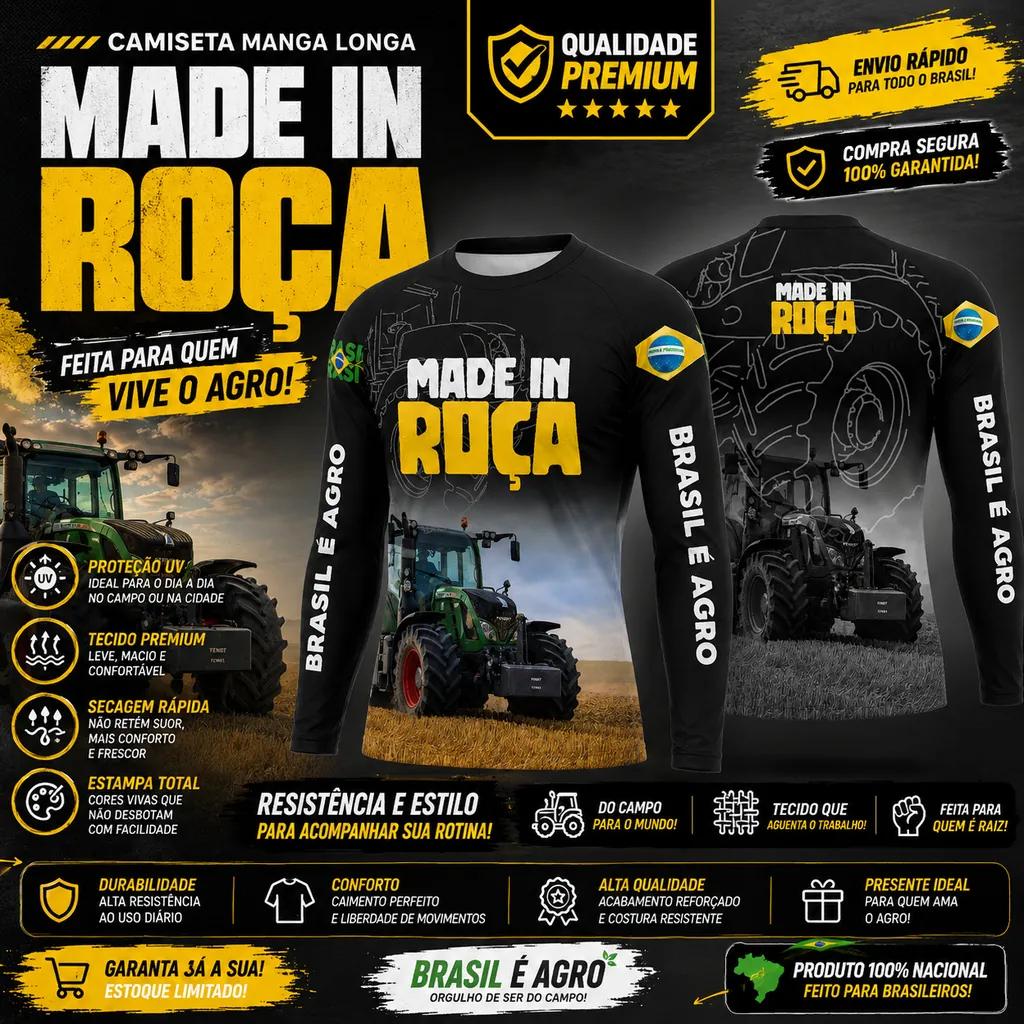 CAMISETA MANGA LONGA
MADE IN
ROÇA
FEITA PARA QUEM
VIVE O AGRO!
QUALIDADE
PREMIUM
ENVIO RÁPIDO
PARA TODO O BRASIL!
COMPRA SEGURA
100% GARANTIDA!
MADE IN
ROÇA
BRASIL É AGRO
BRASIL É AGRO
MADE IN
ROÇA
BRASIL É AGRO
UV
PROTEÇÃO UV
IDEAL PARA O DIA A DIA
NO CAMPO OU NA CIDADE
TECIDO PREMIUM
LEVE, MACIO E
CONFORTÁVEL
SECAGEM RÁPIDA
NÃO RETÉM SUOR,
MAIS CONFORTO
E FRESCOR
ESTAMPA TOTAL
CORES VIVAS QUE
NÃO DESBOTAM
COM FACILIDADE
RESISTÊNCIA E ESTILO
PARA ACOMPANHAR SUA ROTINA!
DO CAMPO
PARA O MUNDO!
TECIDO QUE
AGUENTA O TRABALHO!
FEITA PARA
QUEM É RAIZ!
DURABILIDADE
ALTA RESISTÊNCIA
AO USO DIÁRIO
CONFORTO
CAIMENTO PERFEITO
E LIBERDADE DE MOVIMENTOS
ALTA QUALIDADE
ACABAMENTO REFORÇADO
E COSTURA RESISTENTE
PRESENTE IDEAL
PARA QUEM AMA
O AGRO!
GARANTA JÁ A SUA!
ESTOQUE LIMITADO!
BRASIL É AGRO
ORGULHO DE SER DO CAMPO!
PRODUTO 100% NACIONAL
FEITO PARA BRASILEIROS!